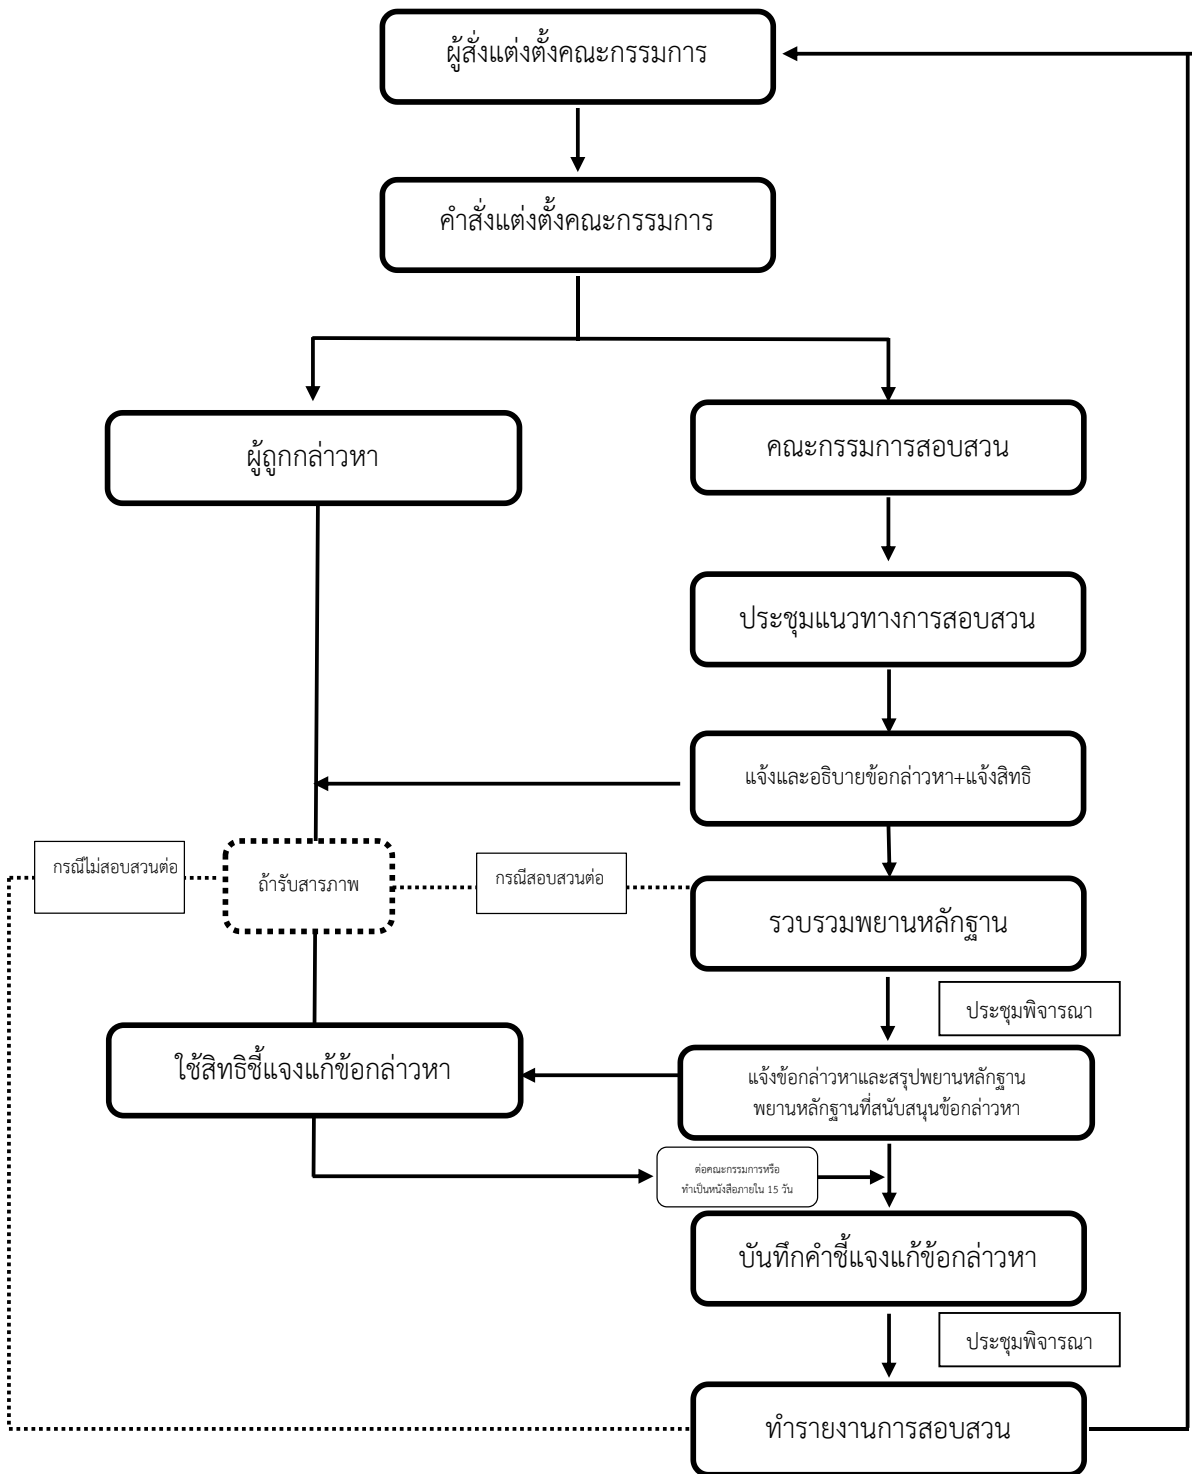 ผู้สั่งแต่งตั้งคณะกรรมการ
คำสั่งแต่งตั้งคณะกรรมการ
ผู้ถูกกล่าวหา
คณะกรรมการสอบสวน
ประชุมแนวทางการสอบสวน
แจ้งและอธิบายข้อกล่าวหา+แจ้งสิทธิ
กรณีไม่สอบสวนต่อ
ถ้ารับสารภาพ
กรณีสอบสวนต่อ
รวบรวมพยานหลักฐาน
ประชุมพิจารณา
ใช้สิทธิชี้แจงแก้ข้อกล่าวหา
แจ้งข้อกล่าวหาและสรุปพยานหลักฐาน
พยานหลักฐานที่สนับสนุนข้อกล่าวหา
ต่อคณะกรรมการหรือ
ทำเป็นหนังสือภายใน 15 วัน
บันทึกคำชี้แจงแก้ข้อกล่าวหา
ประชุมพิจารณา
ทำรายงานการสอบสวน